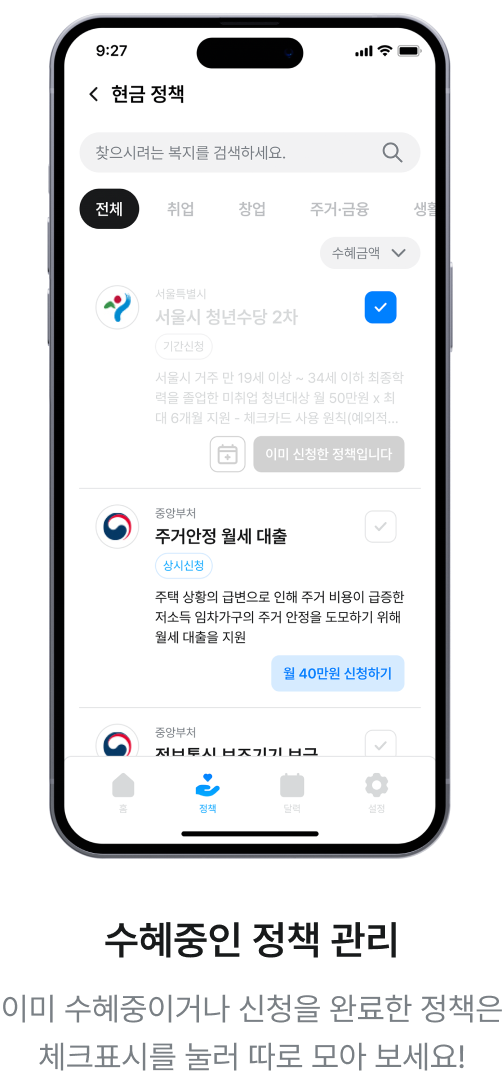 9:27
현금 정책
찾으시려는 복지를 검색하세요.
전체 취업 창업 주거·금융
수혜금액
서울특별시
서울시 청년수당 2차
기간신청
서울시 거주 만 19세 이상 ~ 34세 이하 최종학
력을 졸업한 미취업 청년대상 월 50만원 x 최
대 6개월 지원 - 체크카드 사용 원칙(예외적...
이미 신청한 정책입니다
중앙부처
주거안정 월세 대출
상시신청
주택 상황의 급변으로 인해 주거 비용이 급증한
저소득 임차가구의 주거 안정을 도모하기 위해
월세 대출을 지원
월 40만원 신청하기
중앙부처
정보통신 보조기기 보급
홈 정책 달력 설정
수혜중인 정책 관리
이미 수혜중이거나 신청을 완료한 정책은
체크표시를 눌러 따로 모아 보세요!